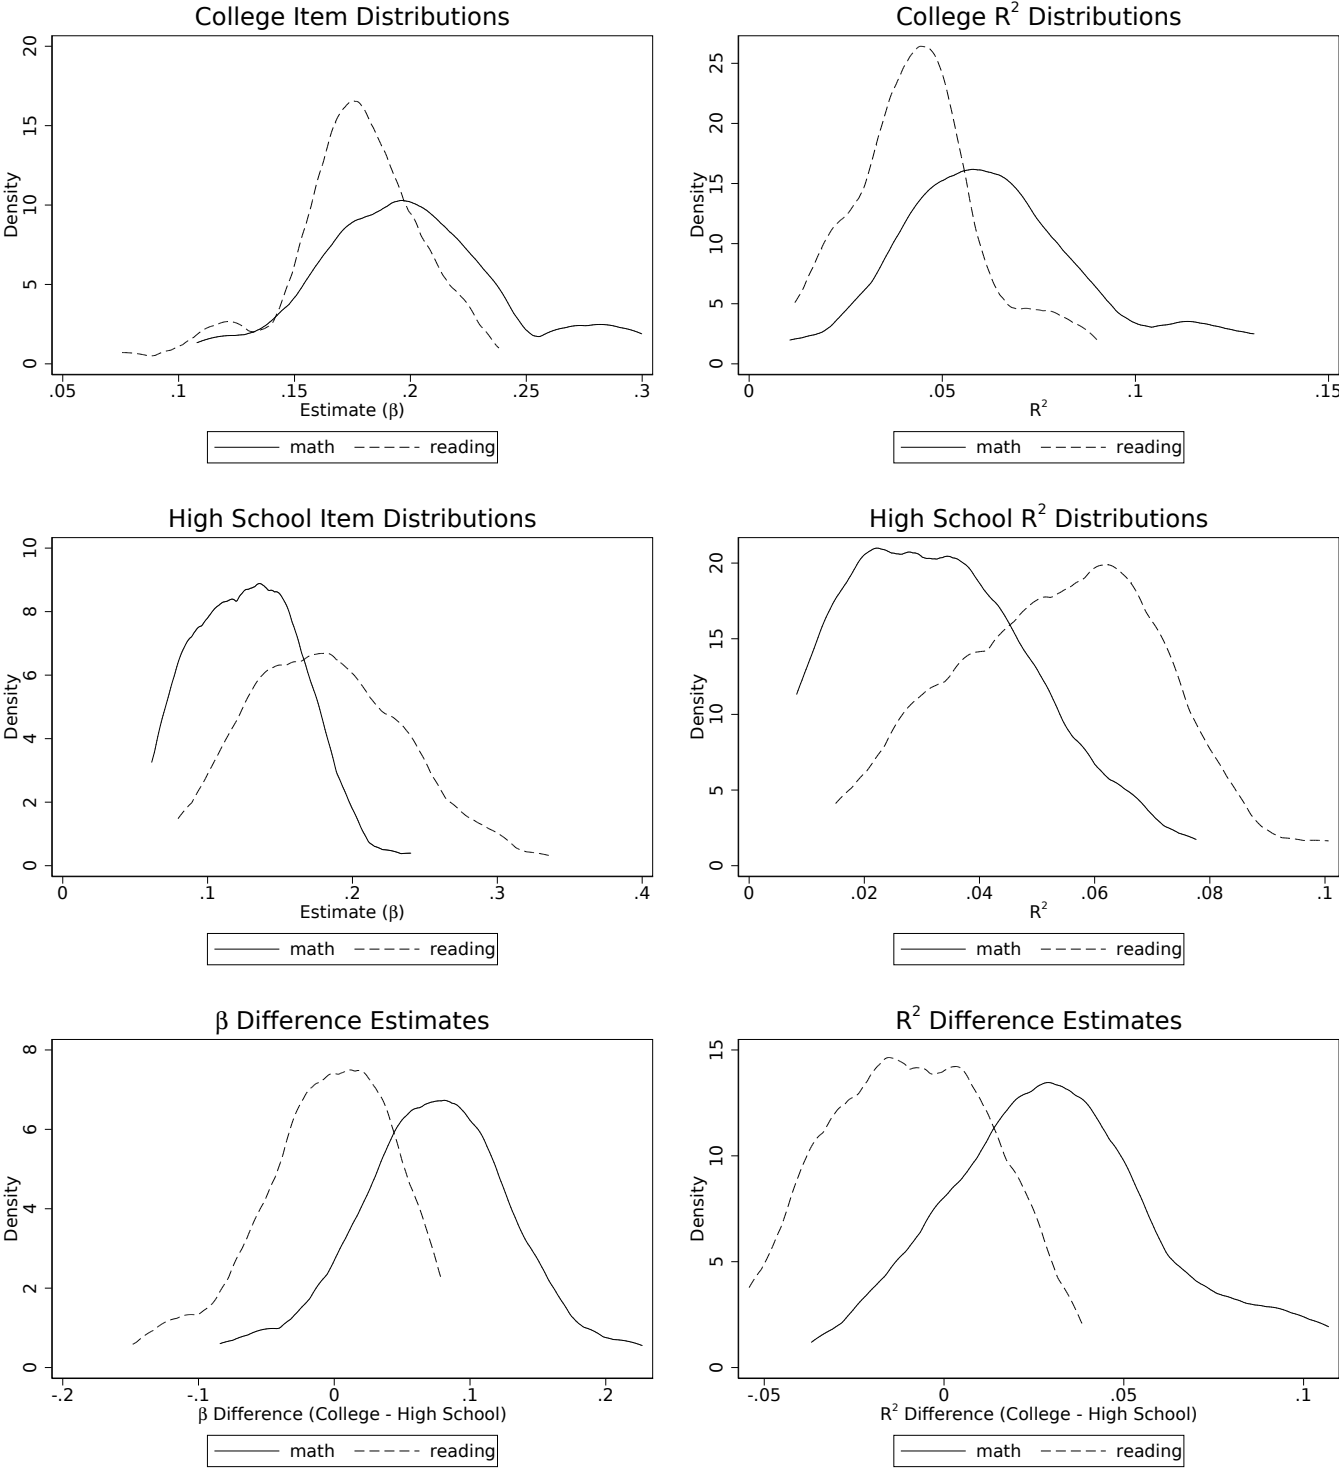 College Item Distributions
Density
20
15
10
5
0
.05 .1 .15 .2 .25 .3
Estimate (β)
math reading
College R² Distributions
Density
25
20
15
10
5
0
0 .05 .1 .15
R²
math reading
High School Item Distributions
Density
10
8
6
4
2
0
0 .1 .2 .3 .4
Estimate (β)
math reading
High School R² Distributions
Density
20
15
10
5
0
0 .02 .04 .06 .08 .1
R²
math reading
β Difference Estimates
Density
8
6
4
2
0
-.2 -.1 0 .1 .2
β Difference (College - High School)
math reading
R² Difference Estimates
Density
15
10
5
0
-.05 0 .05 .1
R² Difference (College - High School)
math reading